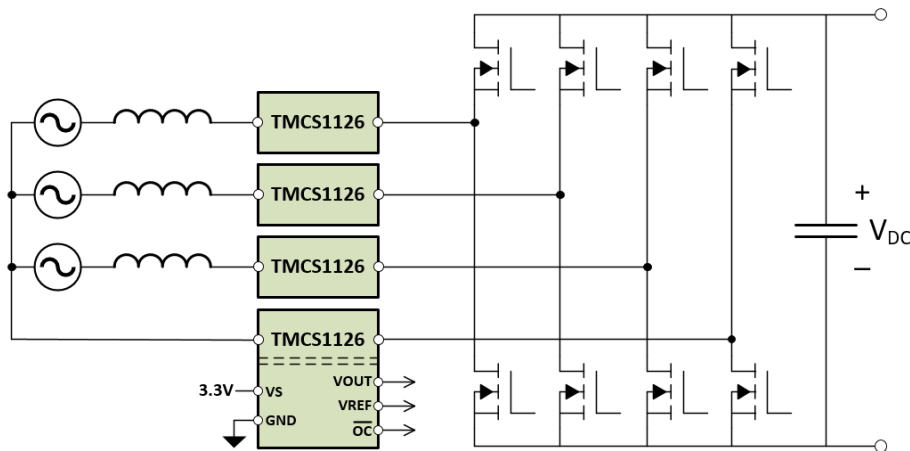 TMCS1126
TMCS1126
TMCS1126
TMCS1126
3.3V
VS
GND
VOUT
VREF
OC
+
VDC
−